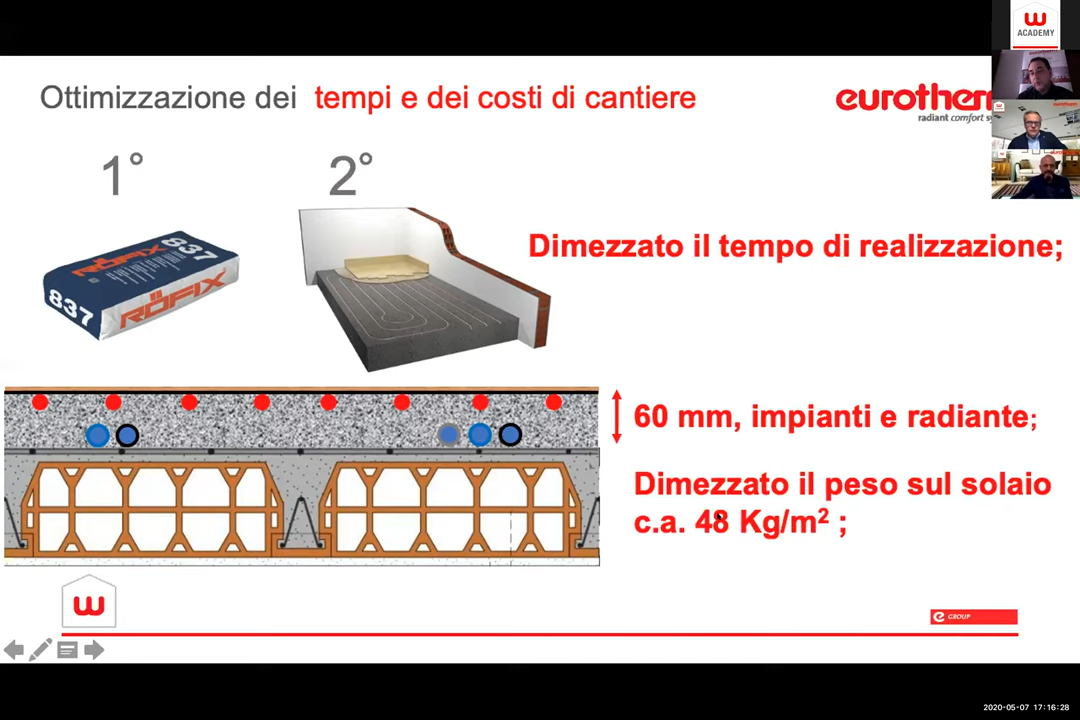 W
ACADEMY
Ottimizzazione dei tempi e dei costi di cantiere
eurotherm
radiant comfort
1°
2°
837
RÖFIX
837
RÖFIX
Dimezzato il tempo di realizzazione;
60 mm, impianti e radiante;
Dimezzato il peso sul solaio
c.a. 48 Kg/m² ;
W
e GROUP
2020-05-07 17:16:28